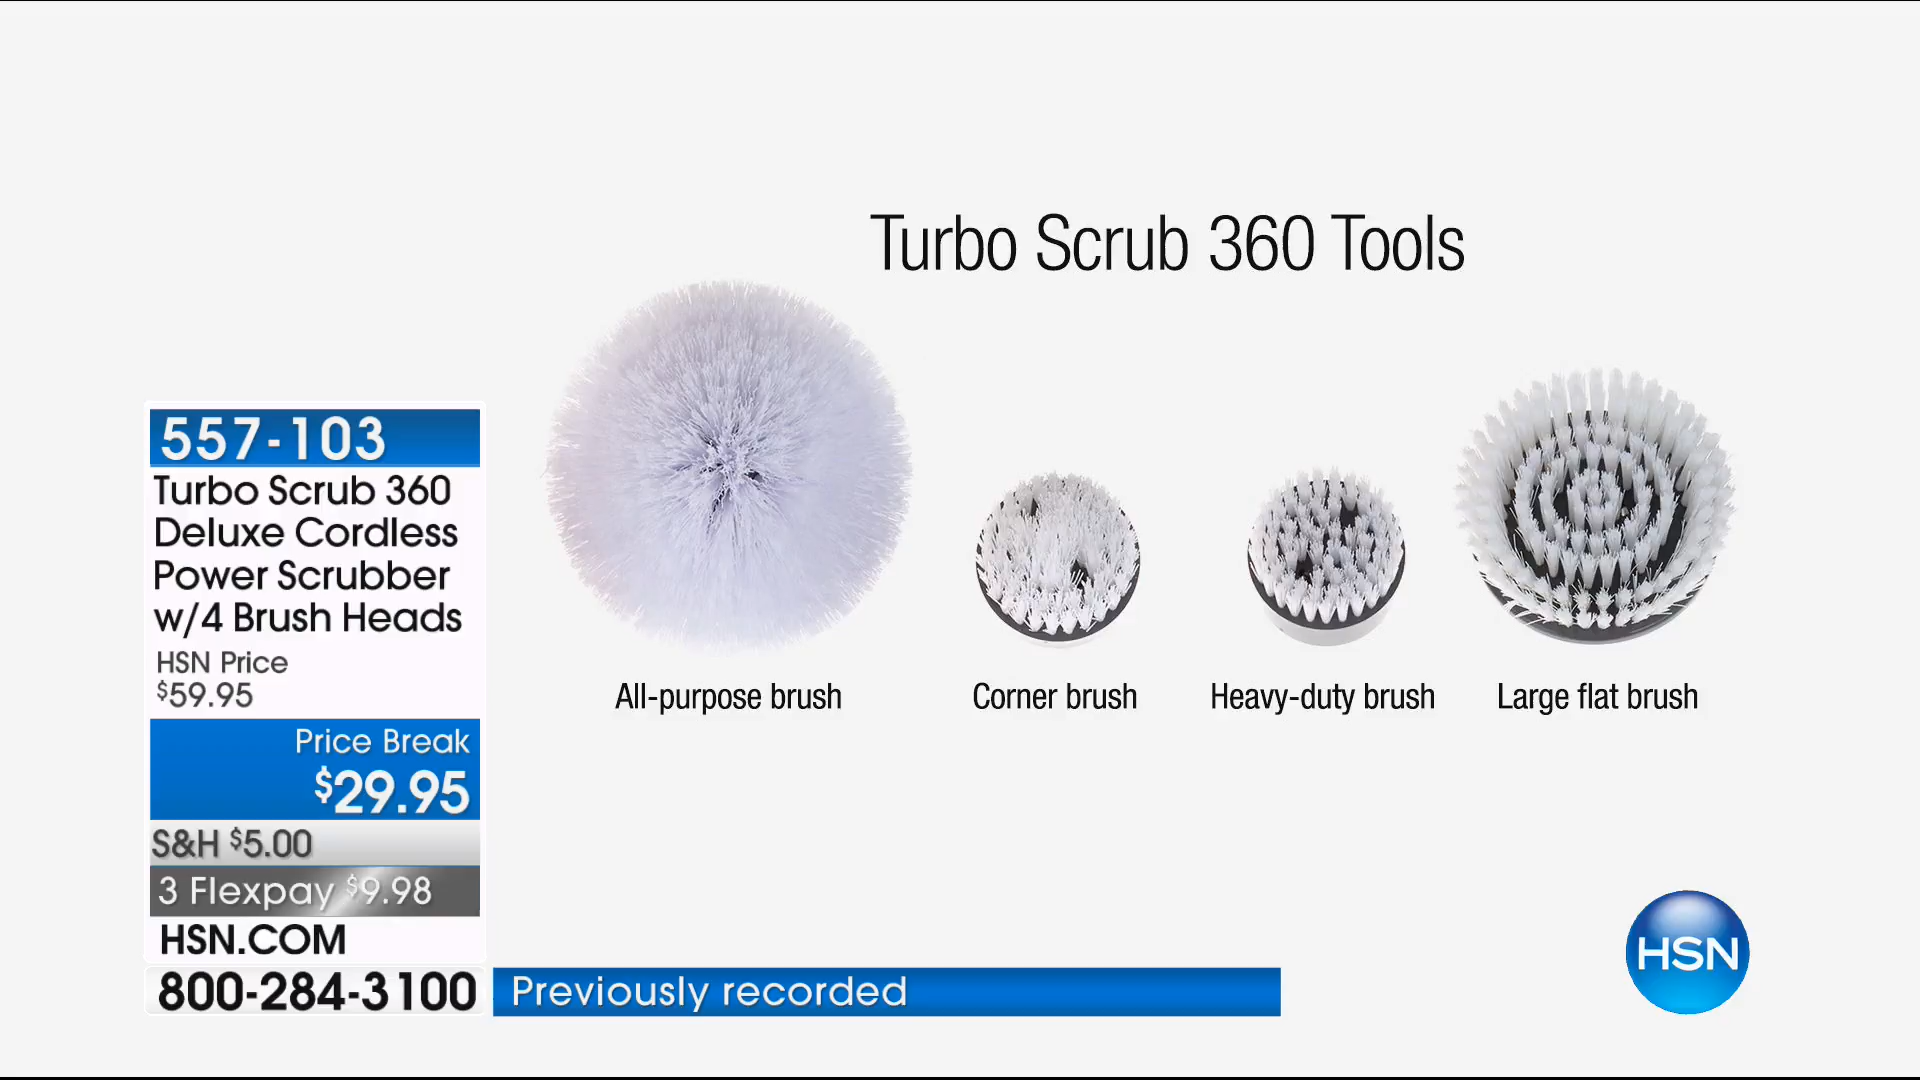 Turbo Scrub 360 Tools
All-purpose brush
Corner brush
Heavy-duty brush
Large flat brush
557-103
Turbo Scrub 360
Deluxe Cordless
Power Scrubber
w/4 Brush Heads
HSN Price
$59.95
Price Break
$29.95
S&H $5.00
3 Flexpay $9.98
HSN.COM
800-284-3100
Previously recorded
HSN